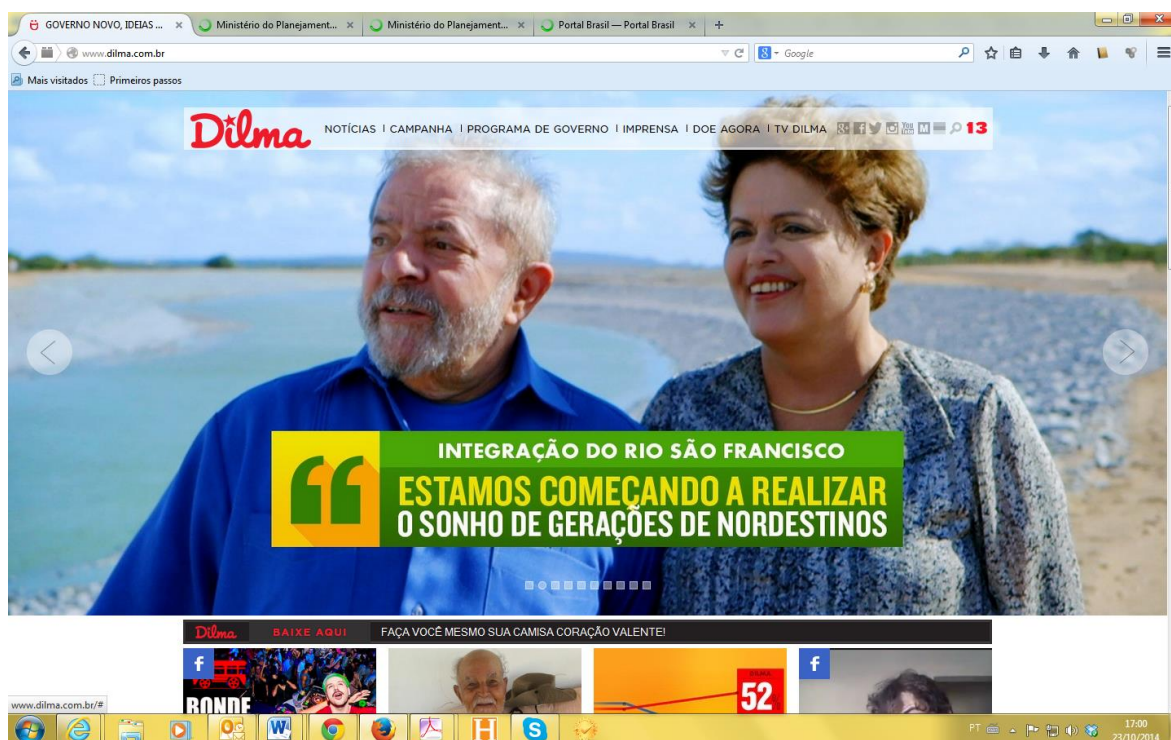 GOVERNO NOVO, IDEIAS ...
Ministério do Planejament...
Ministério do Planejament...
Portal Brasil — Portal Brasil
www.dilma.com.br
Google
Mais visitados
Primeiros passos
Dilma
NOTÍCIAS | CAMPANHA | PROGRAMA DE GOVERNO | IMPRENSA | DOE AGORA | TV DILMA
13
INTEGRAÇÃO DO RIO SÃO FRANCISCO
ESTAMOS COMEÇANDO A REALIZAR
O SONHO DE GERAÇÕES DE NORDESTINOS
Dilma BAIXE AQUI FAÇA VOCÊ MESMO SUA CAMISA CORAÇÃO VALENTE!
RONDÉ
52
www.dilma.com.br/#
PT
17:00
23/10/2014